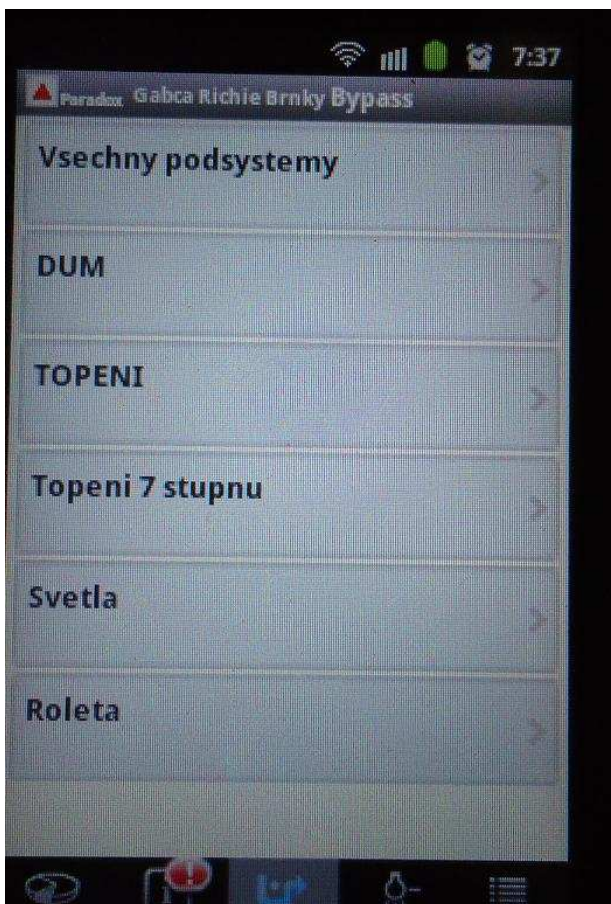 7:37
Paradox Gabca Richie Brnky Bypass
Vsechny podsystemy
DUM
TOPENI
Topeni 7 stupnu
Svetla
Roleta